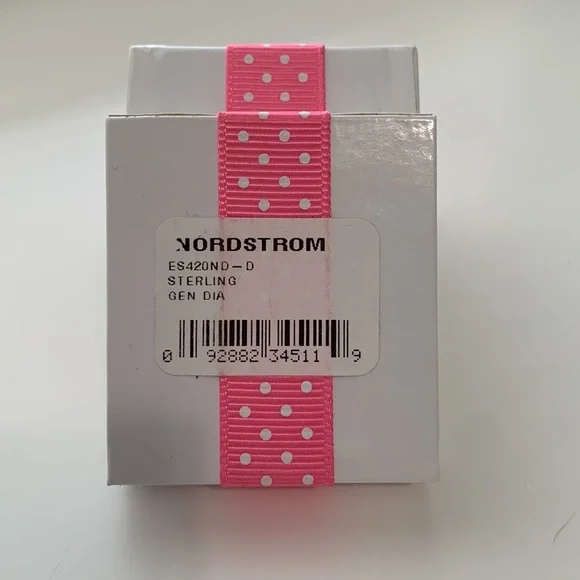 NORDSTROM
ES420ND-D
STERLING
GEN DIA
0 92882 34511 9